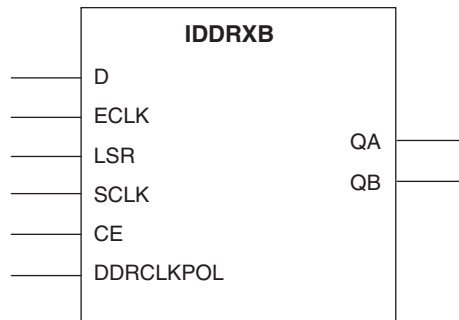 IDDRXB
D
ECLK
LSR
SCLK
CE
DDRCLKPOL
QA
QB